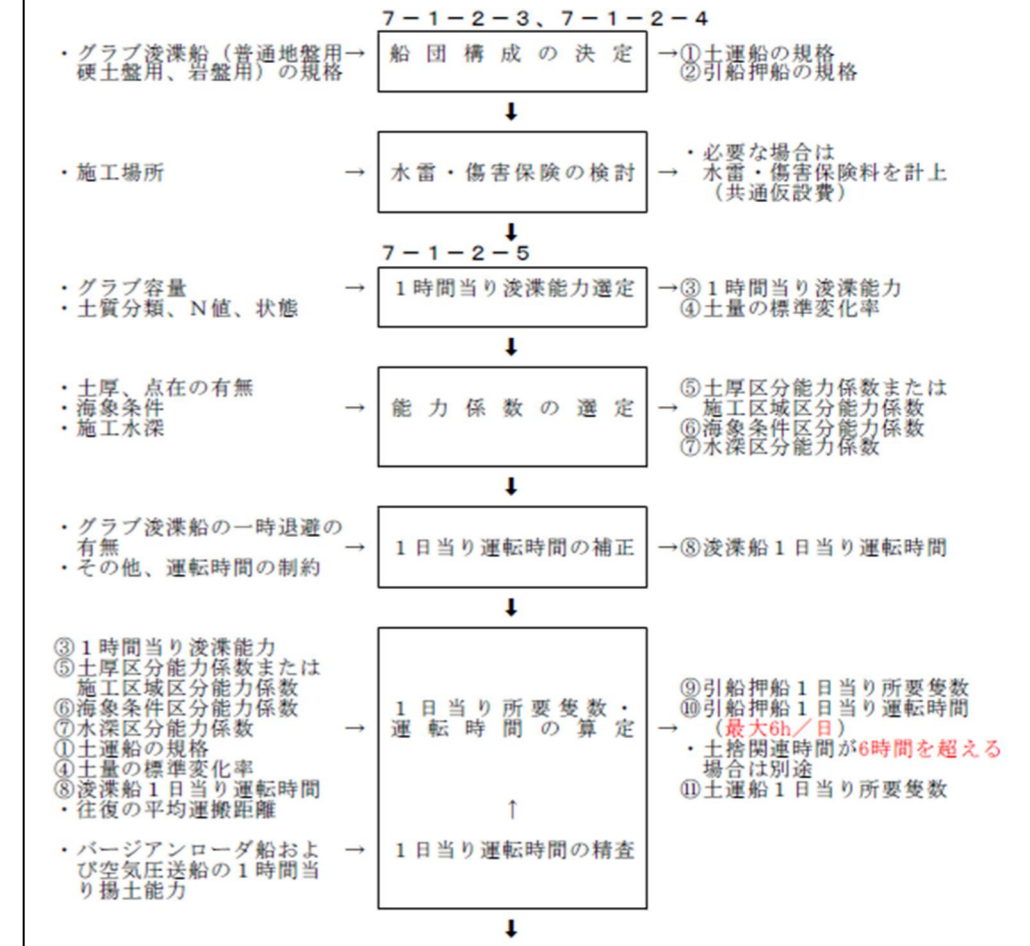 ７－１－２－３、７－１－２－４
・グラブ浚渫船（普通地盤用→
硬土盤用、岩盤用）の規格
船団構成の決定
→①土運船の規格
②引船押船の規格
⬇
・施工場所
→
水雷・傷害保険の検討
→
・必要な場合は
水雷・傷害保険料を計上
（共通仮設費）
⬇
７－１－２－５
・グラブ容量
・土質分類、Ｎ値、状態
→
１時間当り浚渫能力選定
→③１時間当り浚渫能力
④土量の標準変化率
⬇
・土厚、点在の有無
・海象条件
・施工水深
→
能力係数の選定
→
⑤土厚区分能力係数または
施工区域区分能力係数
⑥海象条件区分能力係数
⑦水深区分能力係数
⬇
・グラブ浚渫船の一時退避の
有無
・その他、運転時間の制約
→
１日当り運転時間の補正
→⑧浚渫船１日当り運転時間
⬇
③１時間当り浚渫能力
⑤土厚区分能力係数または
施工区域区分能力係数
⑥海象条件区分能力係数
⑦水深区分能力係数
①土運船の規格
④土量の標準変化率
⑧浚渫船１日当り運転時間
・往復の平均運搬距離
→
１日当り所要隻数・
運転時間の算定
→
⑨引船押船１日当り所要隻数
⑩引船押船１日当り運転時間
（最大6h／日）
・土捨関連時間が6時間を超える
場合は別途
⑪土運船１日当り所要隻数
↑
・バージアンローダ船およ
び空気圧送船の１時間当
り揚土能力
→
１日当り運転時間の精査
⬇